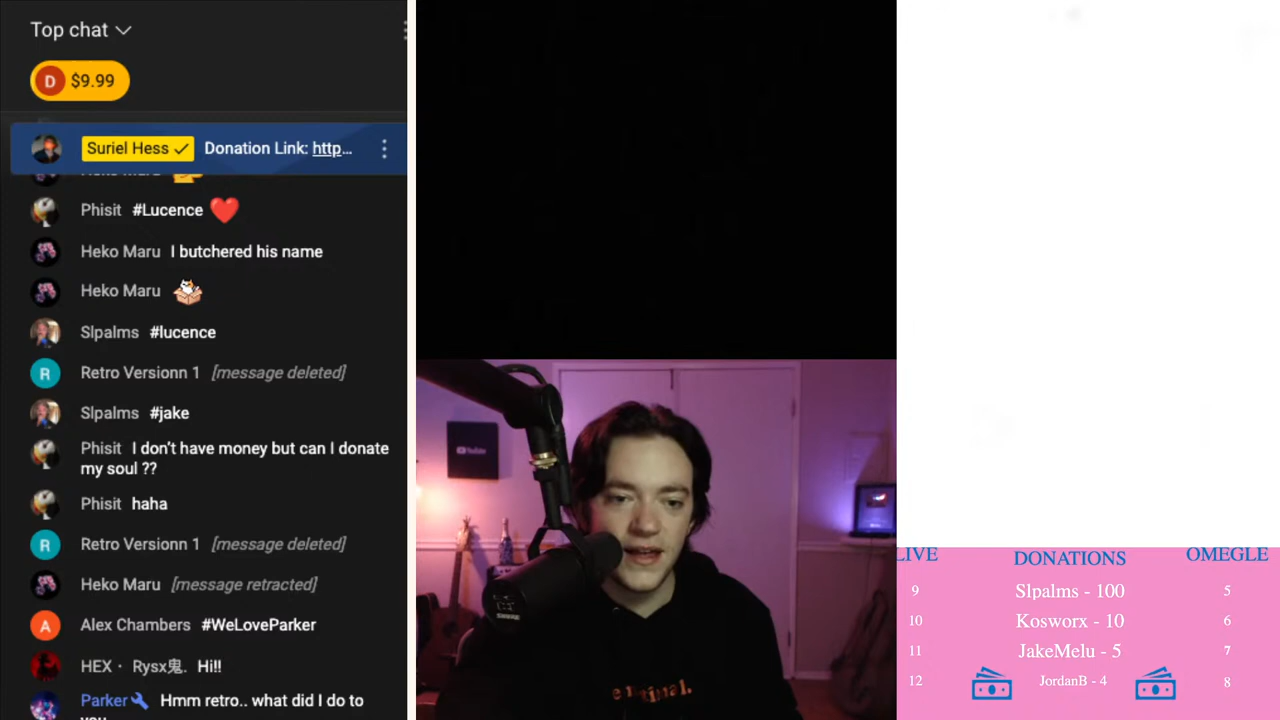 Top chat
D $9.99
Suriel Hess Donation Link: http…
Phisit #Lucence
Heko Maru I butchered his name
Heko Maru
Slpalms #lucence
R Retro Versionn 1 [message deleted]
Slpalms #jake
Phisit I don't have money but can I donate
my soul ??
Phisit haha
R Retro Versionn 1 [message deleted]
Heko Maru [message retracted]
A Alex Chambers #WeLoveParker
HEX · Rysx鬼. Hi!!
Parker Hmm retro.. what did I do to
you
YouTube
SHURE
LIVE DONATIONS OMEGLE
9 Slpalms - 100 5
10 Kosworx - 10 6
11 JakeMelu - 5 7
12 JordanB - 4 8